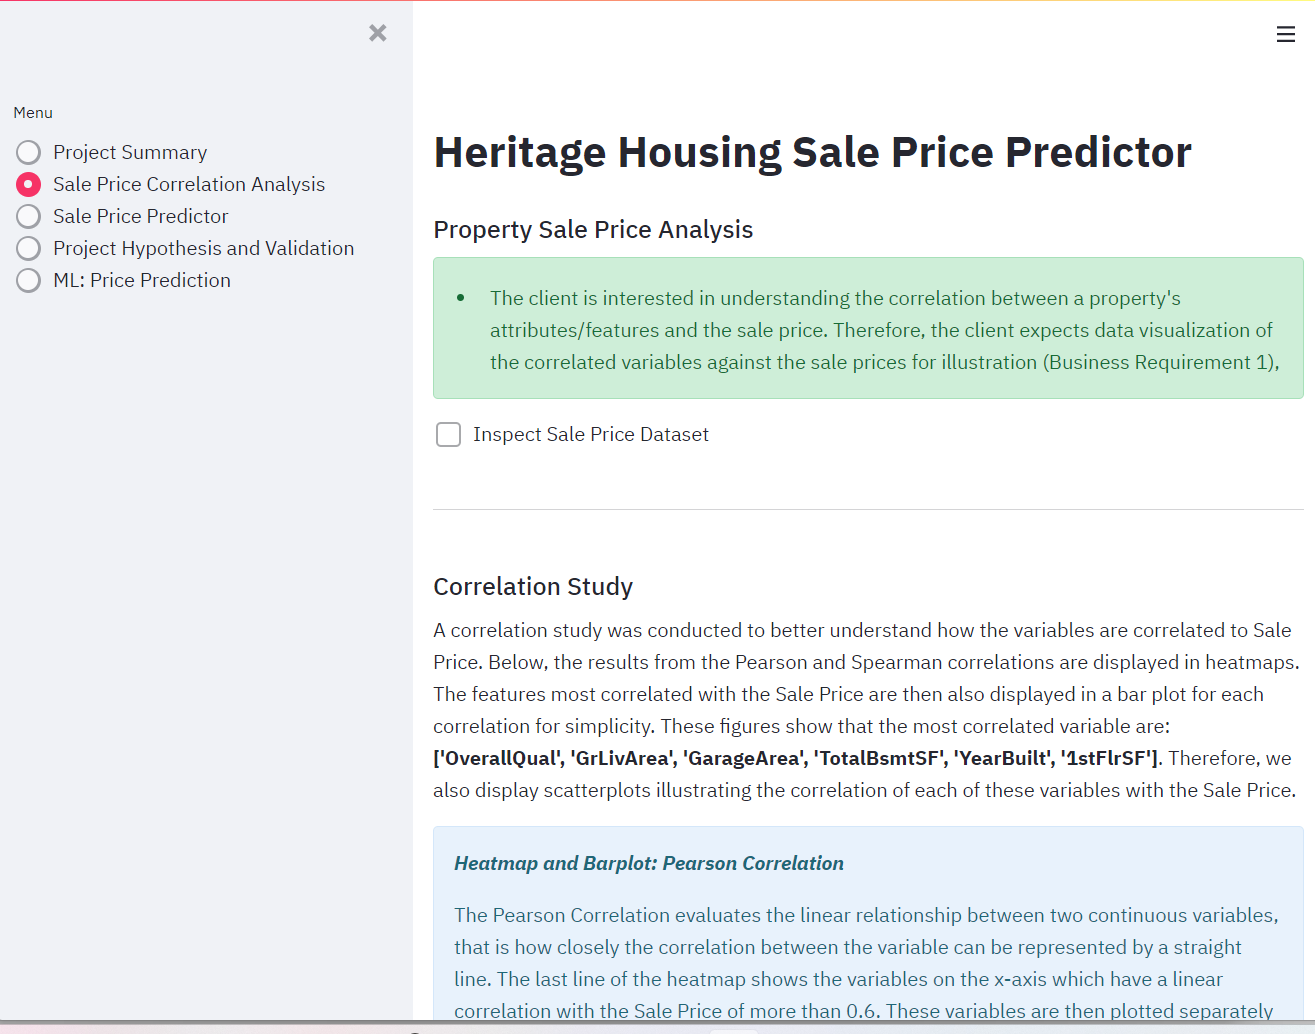 Menu
Project Summary
Sale Price Correlation Analysis
Sale Price Predictor
Project Hypothesis and Validation
ML: Price Prediction
Heritage Housing Sale Price Predictor
Property Sale Price Analysis
• The client is interested in understanding the correlation between a property's
attributes/features and the sale price. Therefore, the client expects data visualization of
the correlated variables against the sale prices for illustration (Business Requirement 1),
Inspect Sale Price Dataset
Correlation Study
A correlation study was conducted to better understand how the variables are correlated to Sale
Price. Below, the results from the Pearson and Spearman correlations are displayed in heatmaps.
The features most correlated with the Sale Price are then also displayed in a bar plot for each
correlation for simplicity. These figures show that the most correlated variable are:
['OverallQual', 'GrLivArea', 'GarageArea', 'TotalBsmtSF', 'YearBuilt', '1stFlrSF']. Therefore, we
also display scatterplots illustrating the correlation of each of these variables with the Sale Price.
Heatmap and Barplot: Pearson Correlation
The Pearson Correlation evaluates the linear relationship between two continuous variables,
that is how closely the correlation between the variable can be represented by a straight
line. The last line of the heatmap shows the variables on the x-axis which have a linear
correlation with the Sale Price of more than 0.6. These variables are then plotted separately